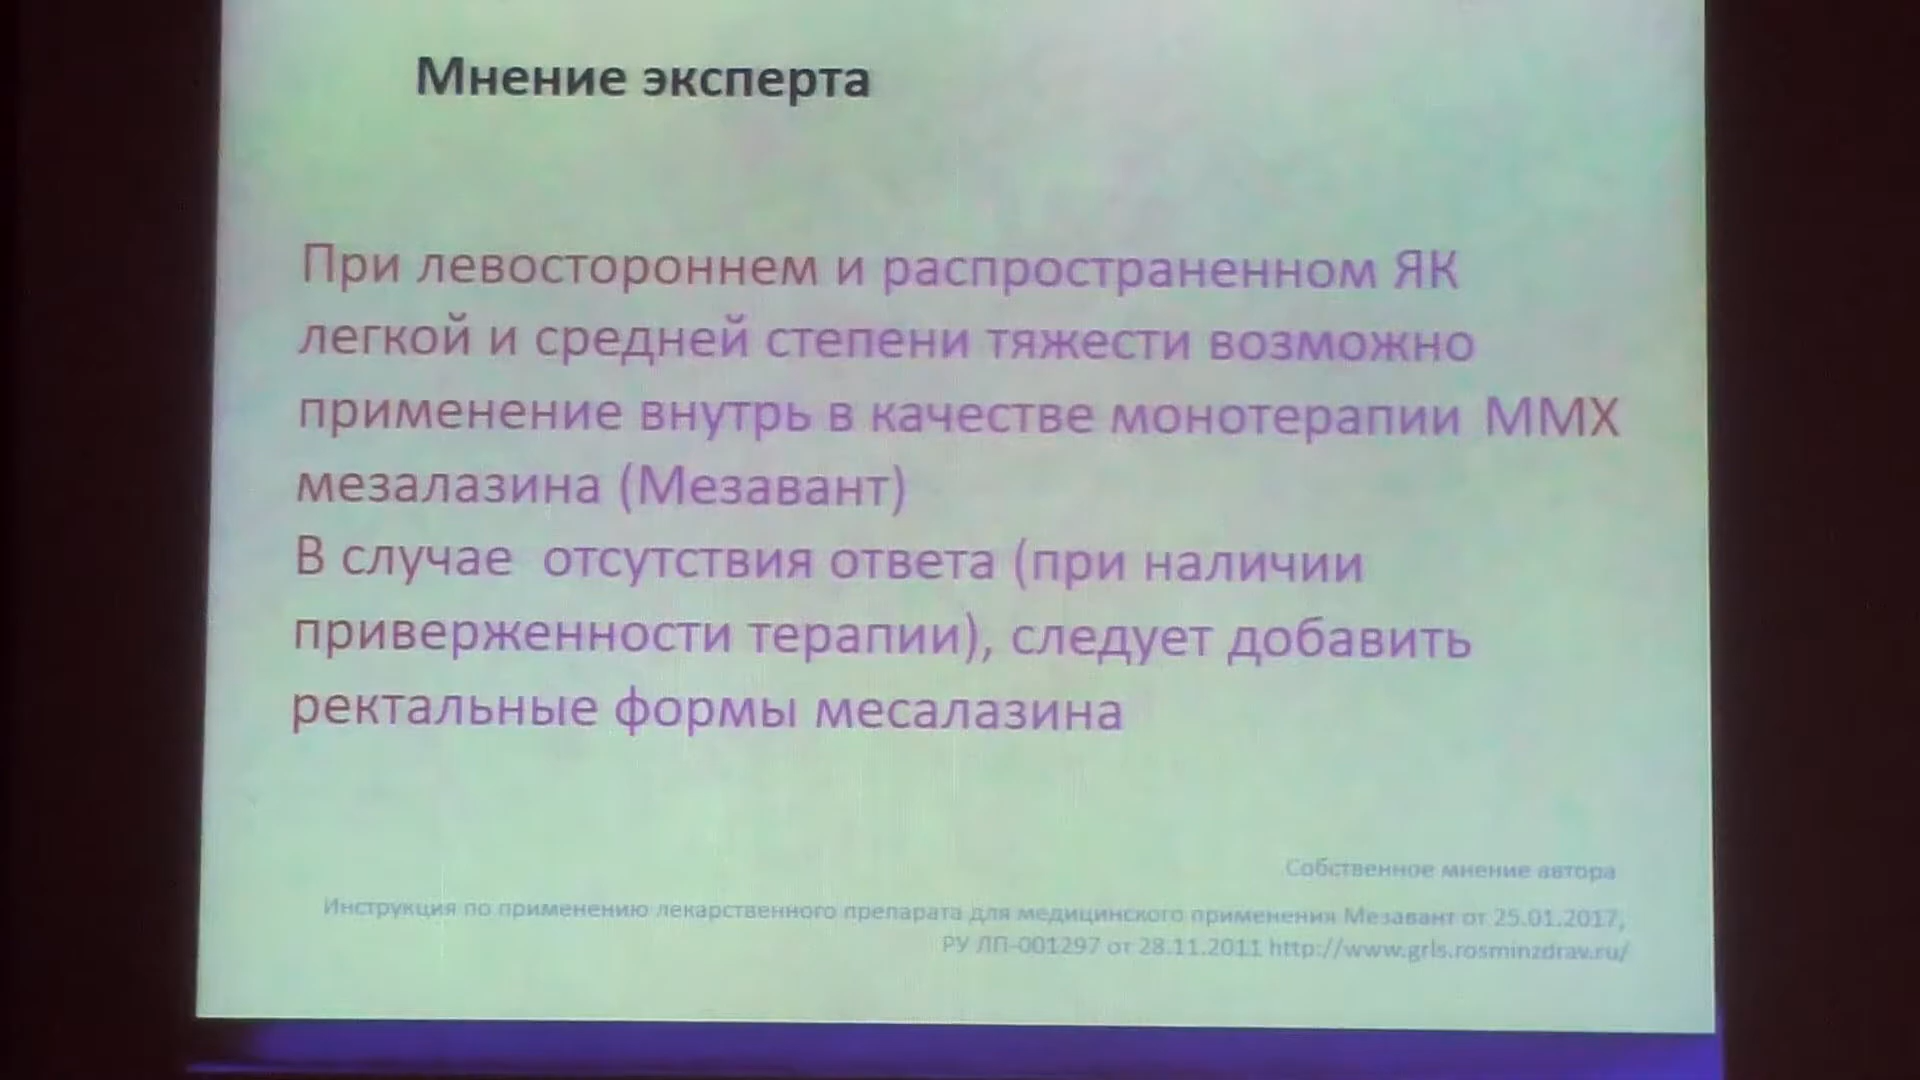 Мнение эксперта
При левостороннем и распространенном ЯК
легкой и средней степени тяжести возможно
применение внутрь в качестве монотерапии ММХ
мезалазина (Мезавант)
В случае отсутствия ответа (при наличии
приверженности терапии), следует добавить
ректальные формы месалазина
Собственное мнение автора
Инструкция по применению лекарственного препарата для медицинского применения Мезавант от 25.01.2017,
РУ ЛП-001297 от 28.11.2011 http://www.grls.rosminzdrav.ru/